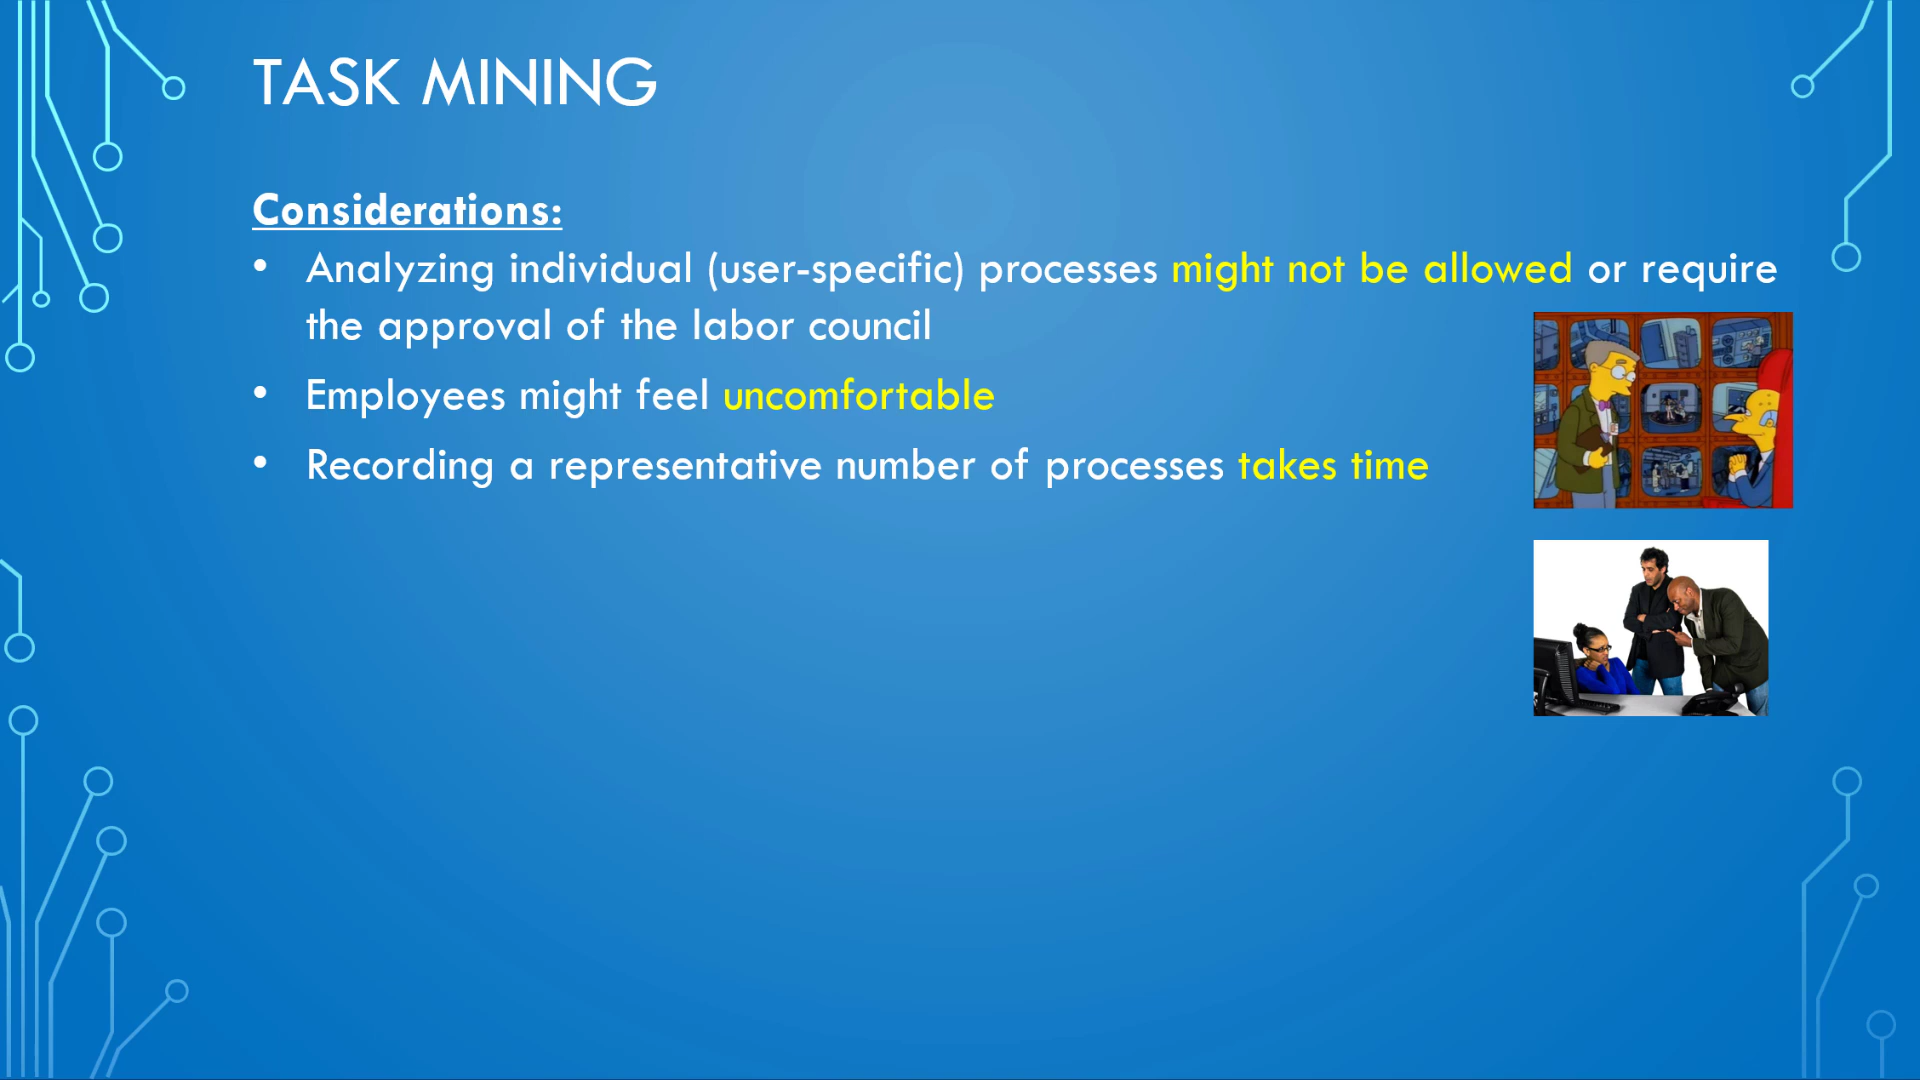 TASK MINING
Considerations:
• Analyzing individual (user-specific) processes might not be allowed or require
the approval of the labor council
• Employees might feel uncomfortable
• Recording a representative number of processes takes time